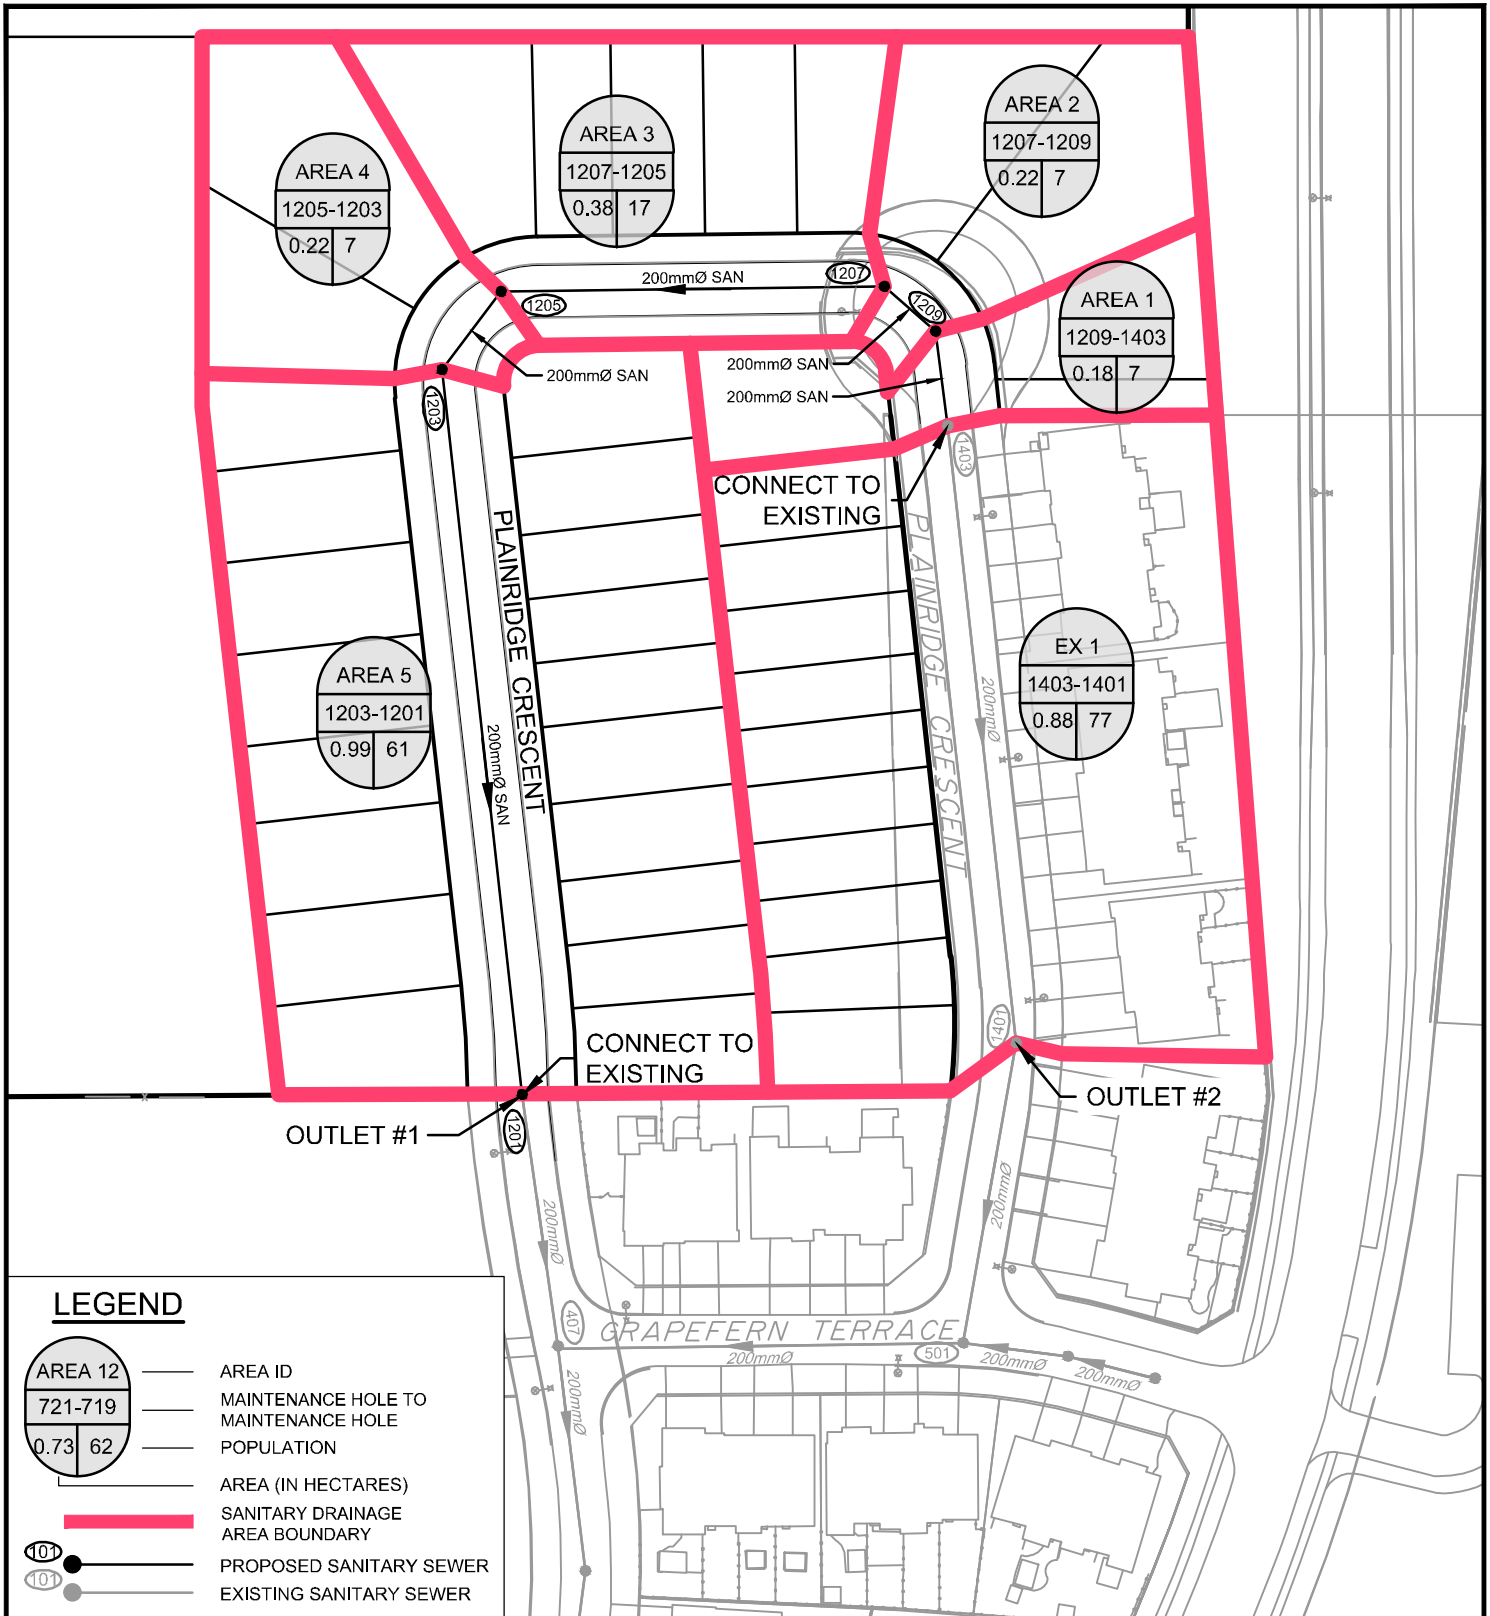 AREA 2
1207-1209
0.22 7
AREA 3
1207-1205
0.38 17
AREA 4
1205-1203
0.22 7
AREA 1
1209-1403
0.18 7
200mmØ SAN
1207
1205
1209
200mmØ SAN
200mmØ SAN
200mmØ SAN
1203
1403
CONNECT TO
EXISTING
PLAINRIDGE CRESCENT
PLAINRIDGE CRESCENT
200mmØ
EX 1
1403-1401
0.88 77
AREA 5
1203-1201
0.99 61
200mmØ SAN
1401
CONNECT TO
EXISTING
OUTLET #2
OUTLET #1
1201
200mmØ
200mmØ
407
GRAPEFERN TERRACE
501
200mmØ
200mmØ
200mmØ
200mmØ
LEGEND
AREA 12
721-719
0.73 62
AREA ID
MAINTENANCE HOLE TO
MAINTENANCE HOLE
POPULATION
AREA (IN HECTARES)
SANITARY DRAINAGE
AREA BOUNDARY
101
PROPOSED SANITARY SEWER
101
EXISTING SANITARY SEWER